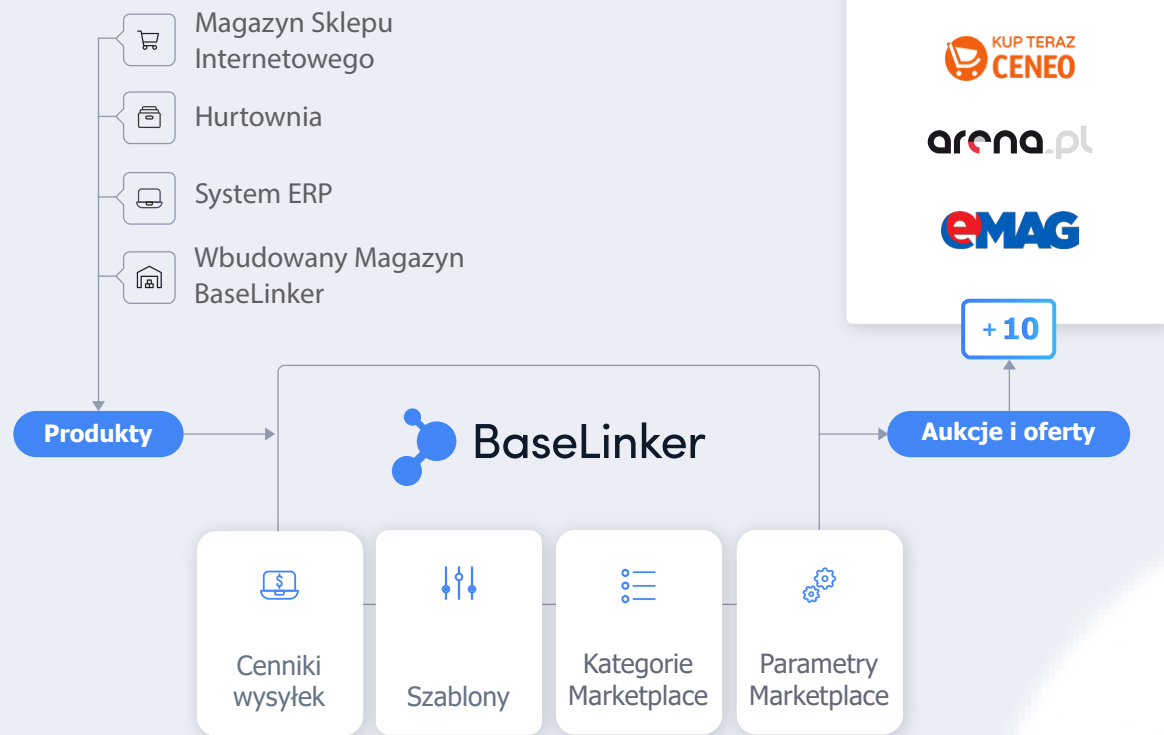 Magazyn Sklepu
Internetowego
Hurtownia
System ERP
Wbudowany Magazyn
BaseLinker
KUP TERAZ
CENEO
arena.pl
eMAG
+10
Produkty
BaseLinker
Aukcje i oferty
Cenniki
wysyłek
Szablony
Kategorie
Marketplace
Parametry
Marketplace